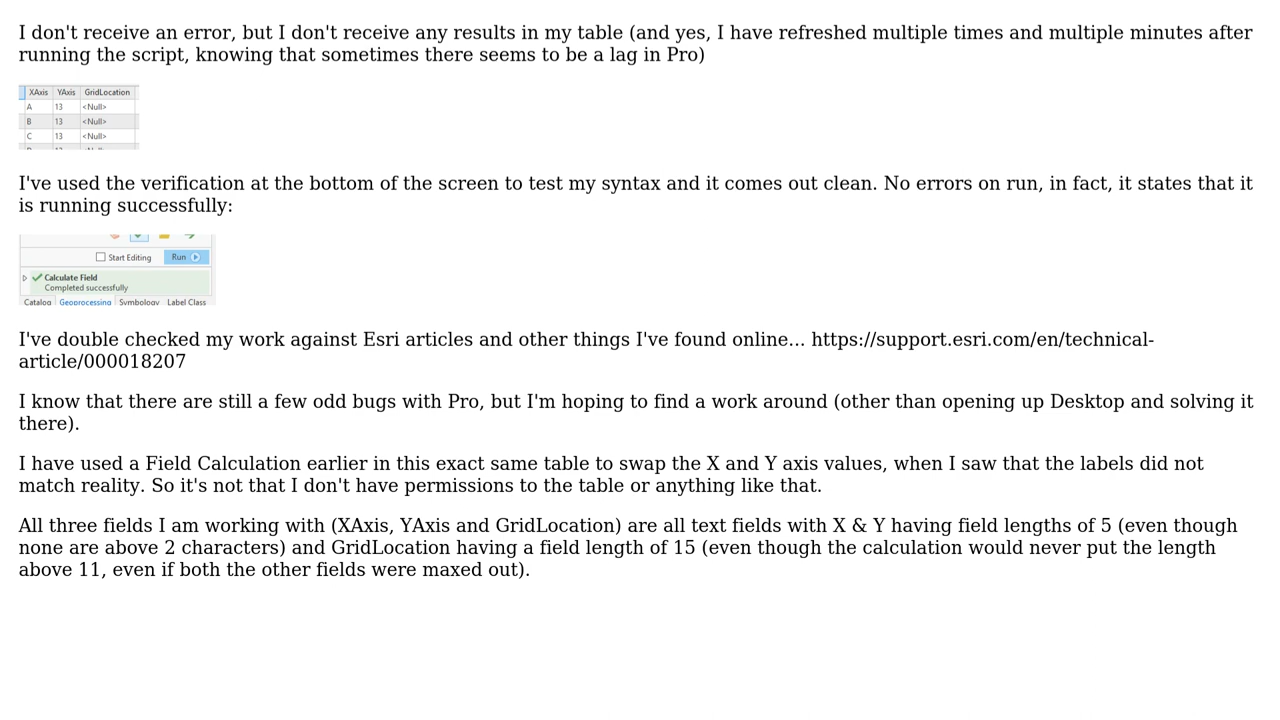 I don't receive an error, but I don't receive any results in my table (and yes, I have refreshed multiple times and multiple minutes after
running the script, knowing that sometimes there seems to be a lag in Pro)
XAxis YAxis GridLocation
A 13 <Null>
B 13 <Null>
C 13 <Null>
I've used the verification at the bottom of the screen to test my syntax and it comes out clean. No errors on run, in fact, it states that it
is running successfully:
Start Editing Run
Calculate Field
Completed successfully
Catalog Geoprocessing Symbology Label Class
I've double checked my work against Esri articles and other things I've found online... https://support.esri.com/en/technical-
article/000018207
I know that there are still a few odd bugs with Pro, but I'm hoping to find a work around (other than opening up Desktop and solving it
there).
I have used a Field Calculation earlier in this exact same table to swap the X and Y axis values, when I saw that the labels did not
match reality. So it's not that I don't have permissions to the table or anything like that.
All three fields I am working with (XAxis, YAxis and GridLocation) are all text fields with X & Y having field lengths of 5 (even though
none are above 2 characters) and GridLocation having a field length of 15 (even though the calculation would never put the length
above 11, even if both the other fields were maxed out).